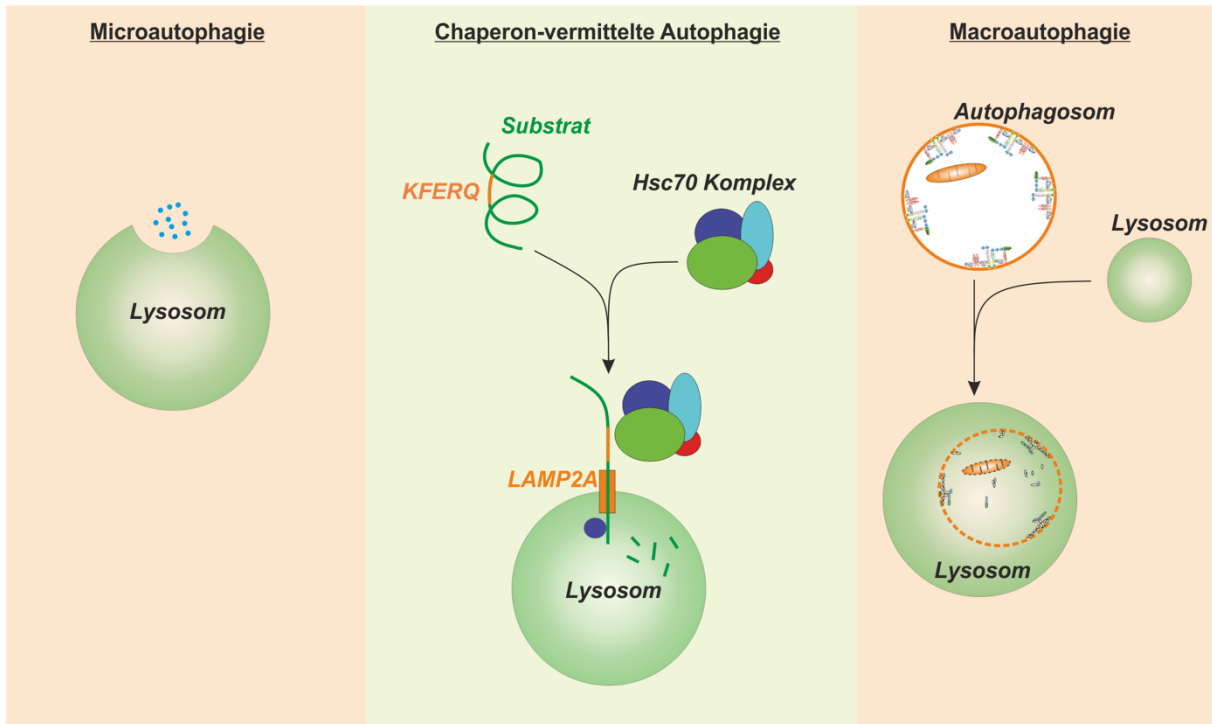 Microautophagie
Lysosom
Chaperon-vermittelte Autophagie
Substrat
KFERQ
Hsc70 Komplex
LAMP2A
Lysosom
Macroautophagie
Autophagosom
Lysosom
Lysosom